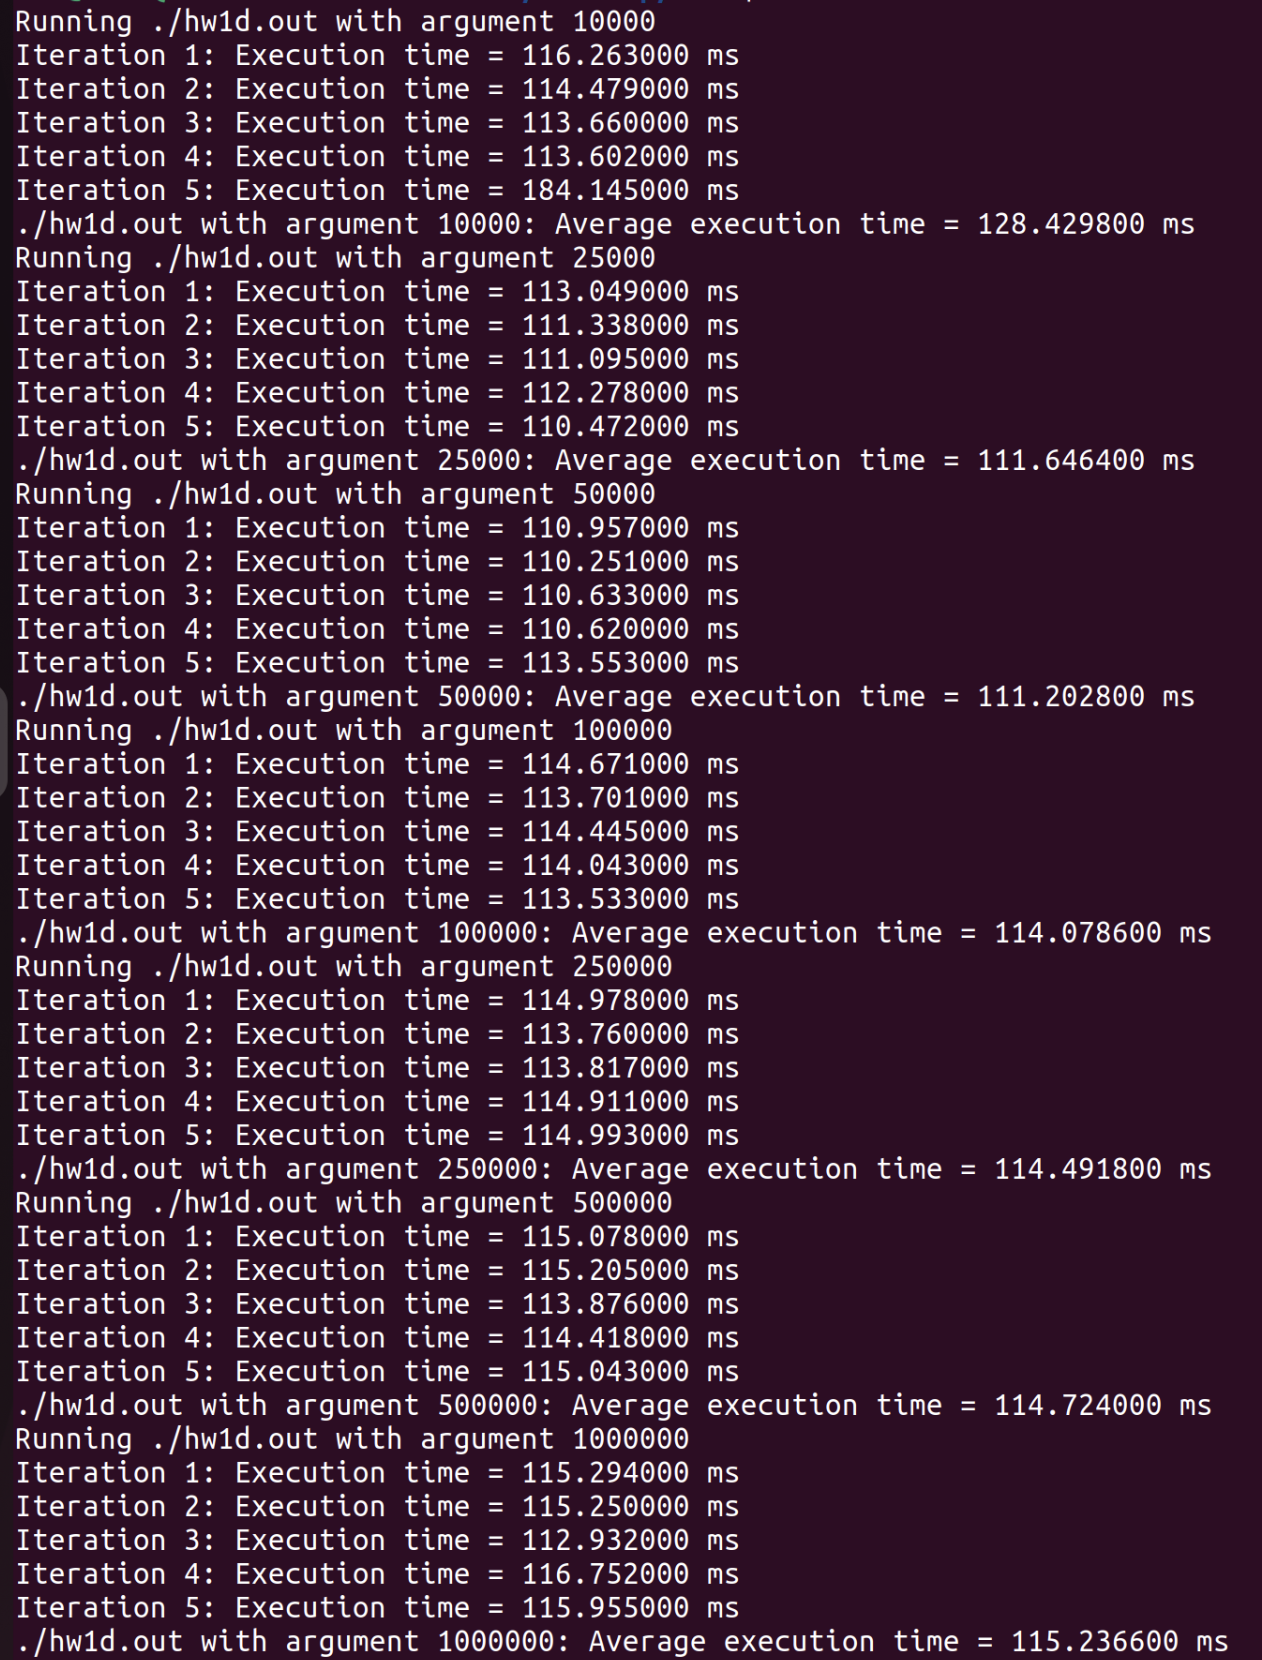 Running ./hw1d.out with argument 10000
Iteration 1: Execution time = 116.263000 ms
Iteration 2: Execution time = 114.479000 ms
Iteration 3: Execution time = 113.660000 ms
Iteration 4: Execution time = 113.602000 ms
Iteration 5: Execution time = 184.145000 ms
./hw1d.out with argument 10000: Average execution time = 128.429800 ms
Running ./hw1d.out with argument 25000
Iteration 1: Execution time = 113.049000 ms
Iteration 2: Execution time = 111.338000 ms
Iteration 3: Execution time = 111.095000 ms
Iteration 4: Execution time = 112.278000 ms
Iteration 5: Execution time = 110.472000 ms
./hw1d.out with argument 25000: Average execution time = 111.646400 ms
Running ./hw1d.out with argument 50000
Iteration 1: Execution time = 110.957000 ms
Iteration 2: Execution time = 110.251000 ms
Iteration 3: Execution time = 110.633000 ms
Iteration 4: Execution time = 110.620000 ms
Iteration 5: Execution time = 113.553000 ms
./hw1d.out with argument 50000: Average execution time = 111.202800 ms
Running ./hw1d.out with argument 100000
Iteration 1: Execution time = 114.671000 ms
Iteration 2: Execution time = 113.701000 ms
Iteration 3: Execution time = 114.445000 ms
Iteration 4: Execution time = 114.043000 ms
Iteration 5: Execution time = 113.533000 ms
./hw1d.out with argument 100000: Average execution time = 114.078600 ms
Running ./hw1d.out with argument 250000
Iteration 1: Execution time = 114.978000 ms
Iteration 2: Execution time = 113.760000 ms
Iteration 3: Execution time = 113.817000 ms
Iteration 4: Execution time = 114.911000 ms
Iteration 5: Execution time = 114.993000 ms
./hw1d.out with argument 250000: Average execution time = 114.491800 ms
Running ./hw1d.out with argument 500000
Iteration 1: Execution time = 115.078000 ms
Iteration 2: Execution time = 115.205000 ms
Iteration 3: Execution time = 113.876000 ms
Iteration 4: Execution time = 114.418000 ms
Iteration 5: Execution time = 115.043000 ms
./hw1d.out with argument 500000: Average execution time = 114.724000 ms
Running ./hw1d.out with argument 1000000
Iteration 1: Execution time = 115.294000 ms
Iteration 2: Execution time = 115.250000 ms
Iteration 3: Execution time = 112.932000 ms
Iteration 4: Execution time = 116.752000 ms
Iteration 5: Execution time = 115.955000 ms
./hw1d.out with argument 1000000: Average execution time = 115.236600 ms